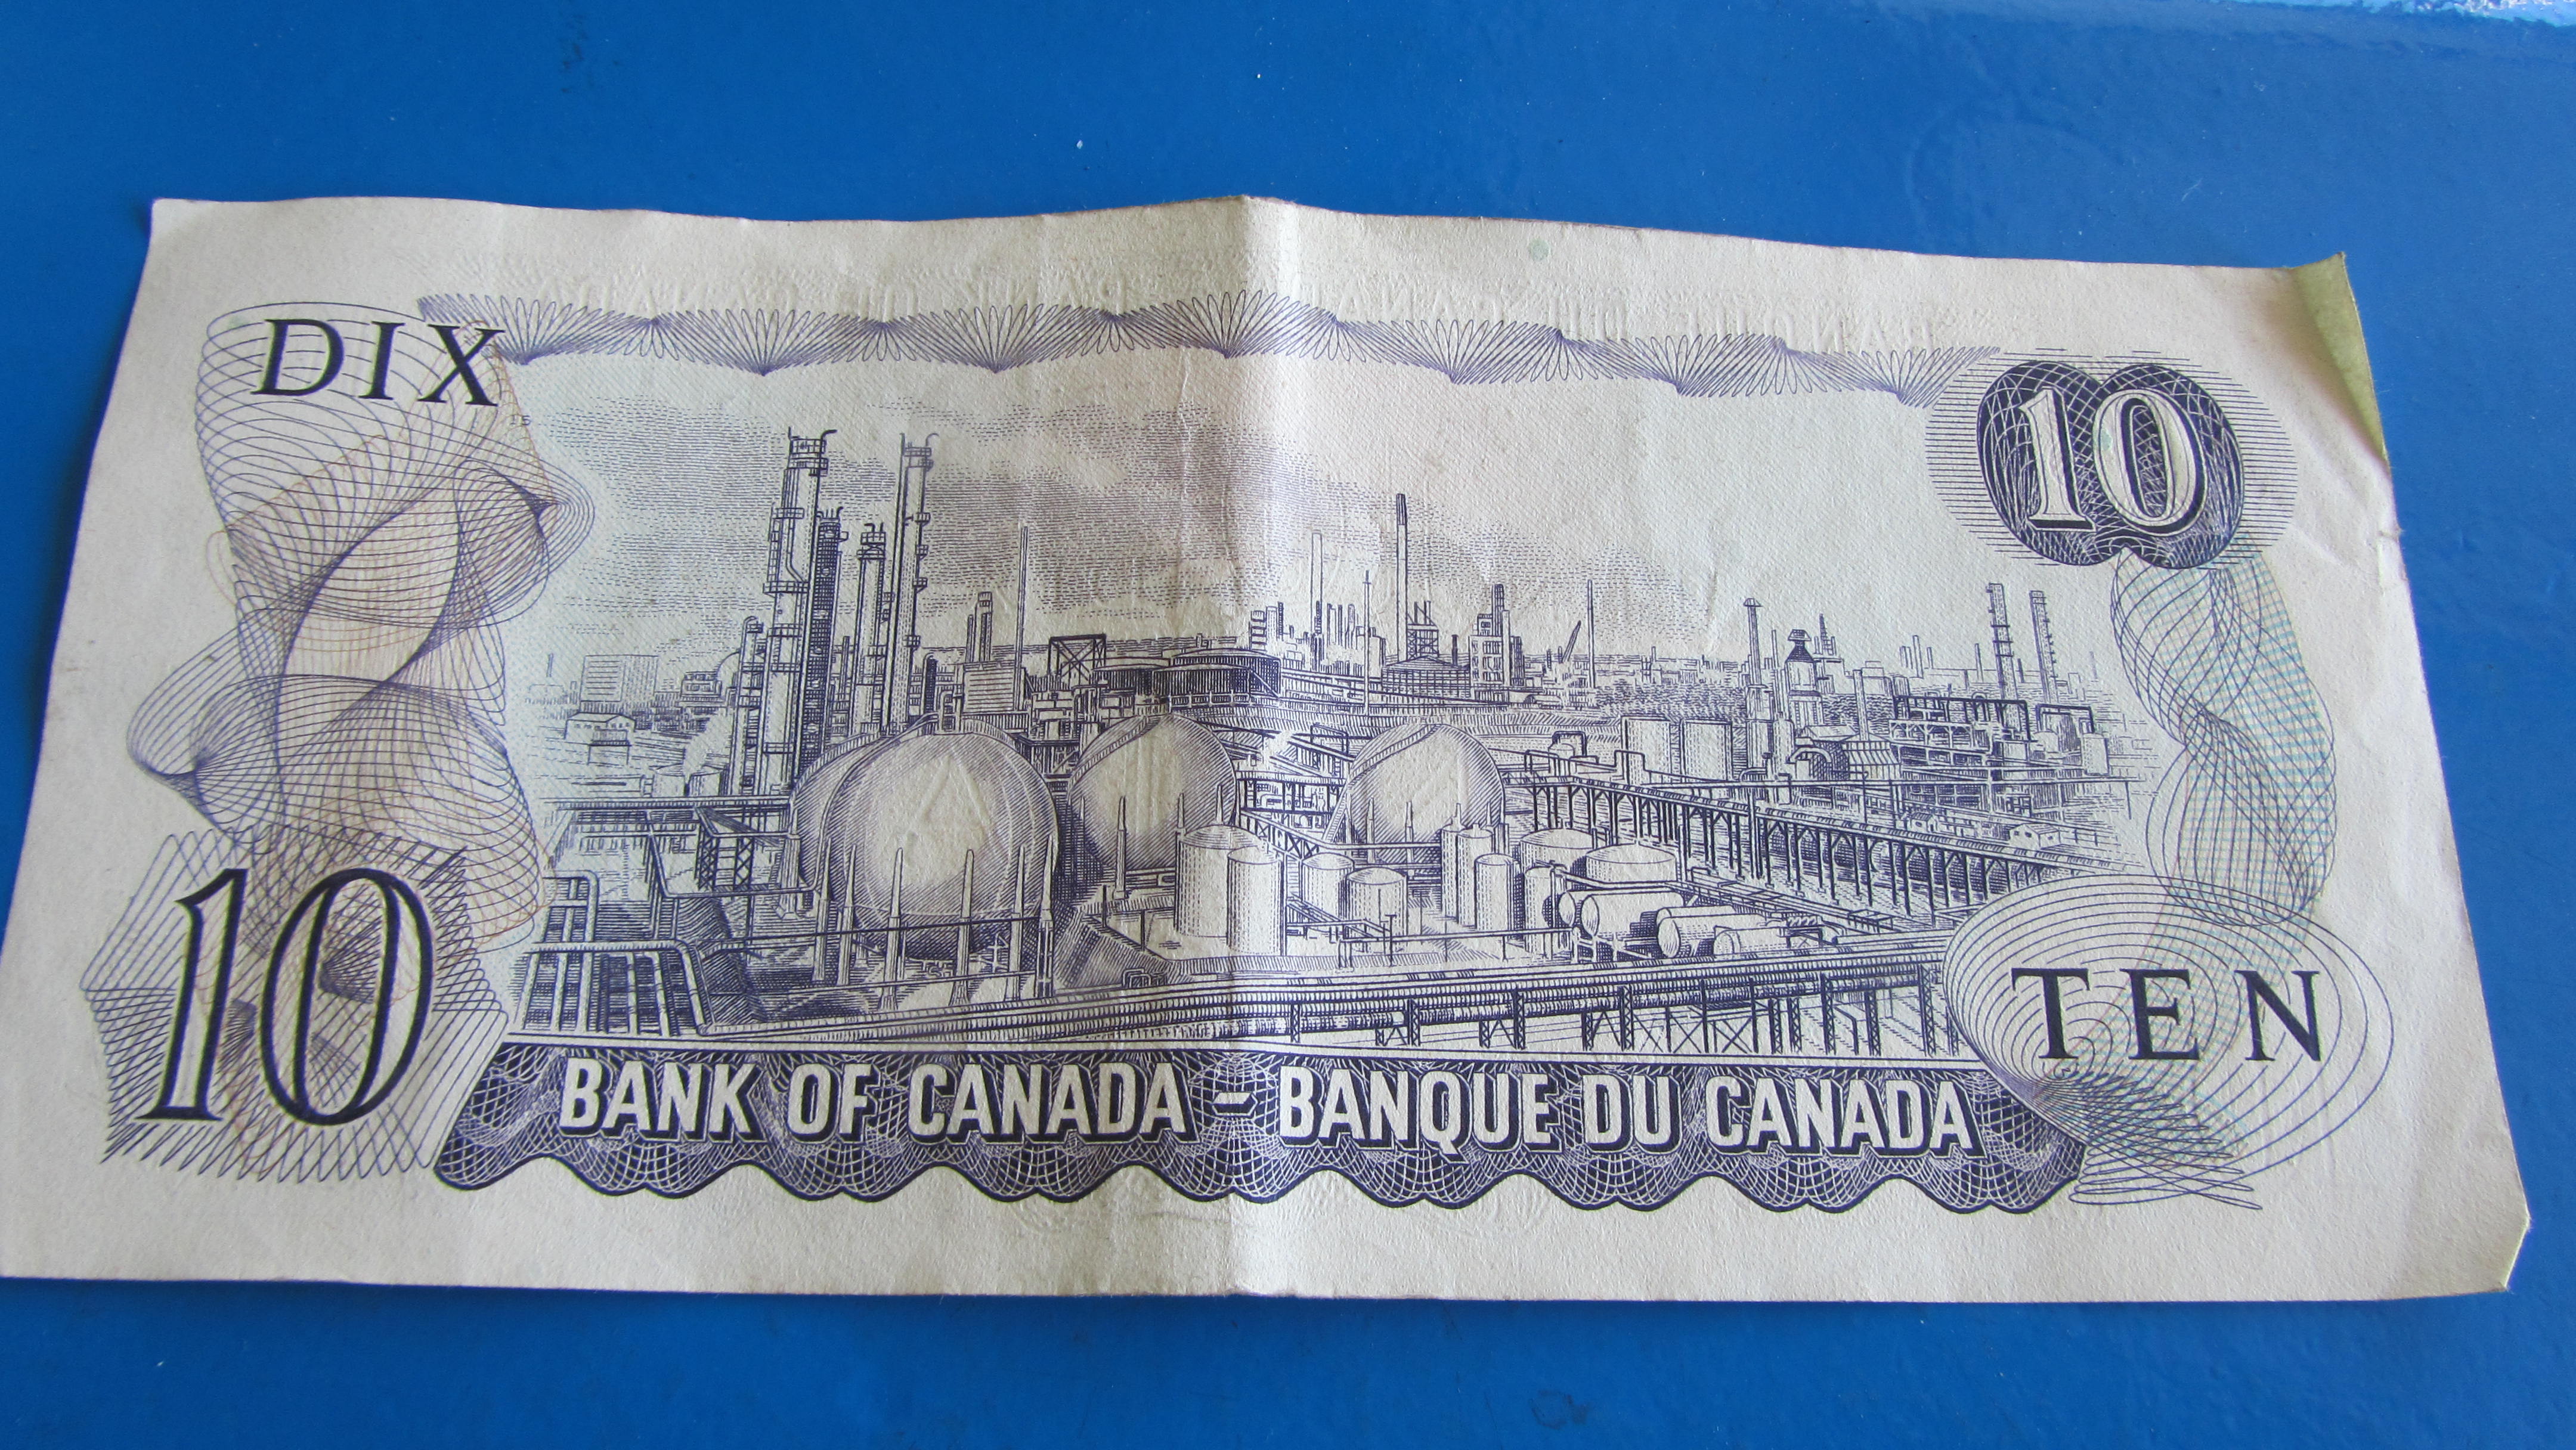 DIX
10
10
TEN
BANK OF CANADA – BANQUE DU CANADA